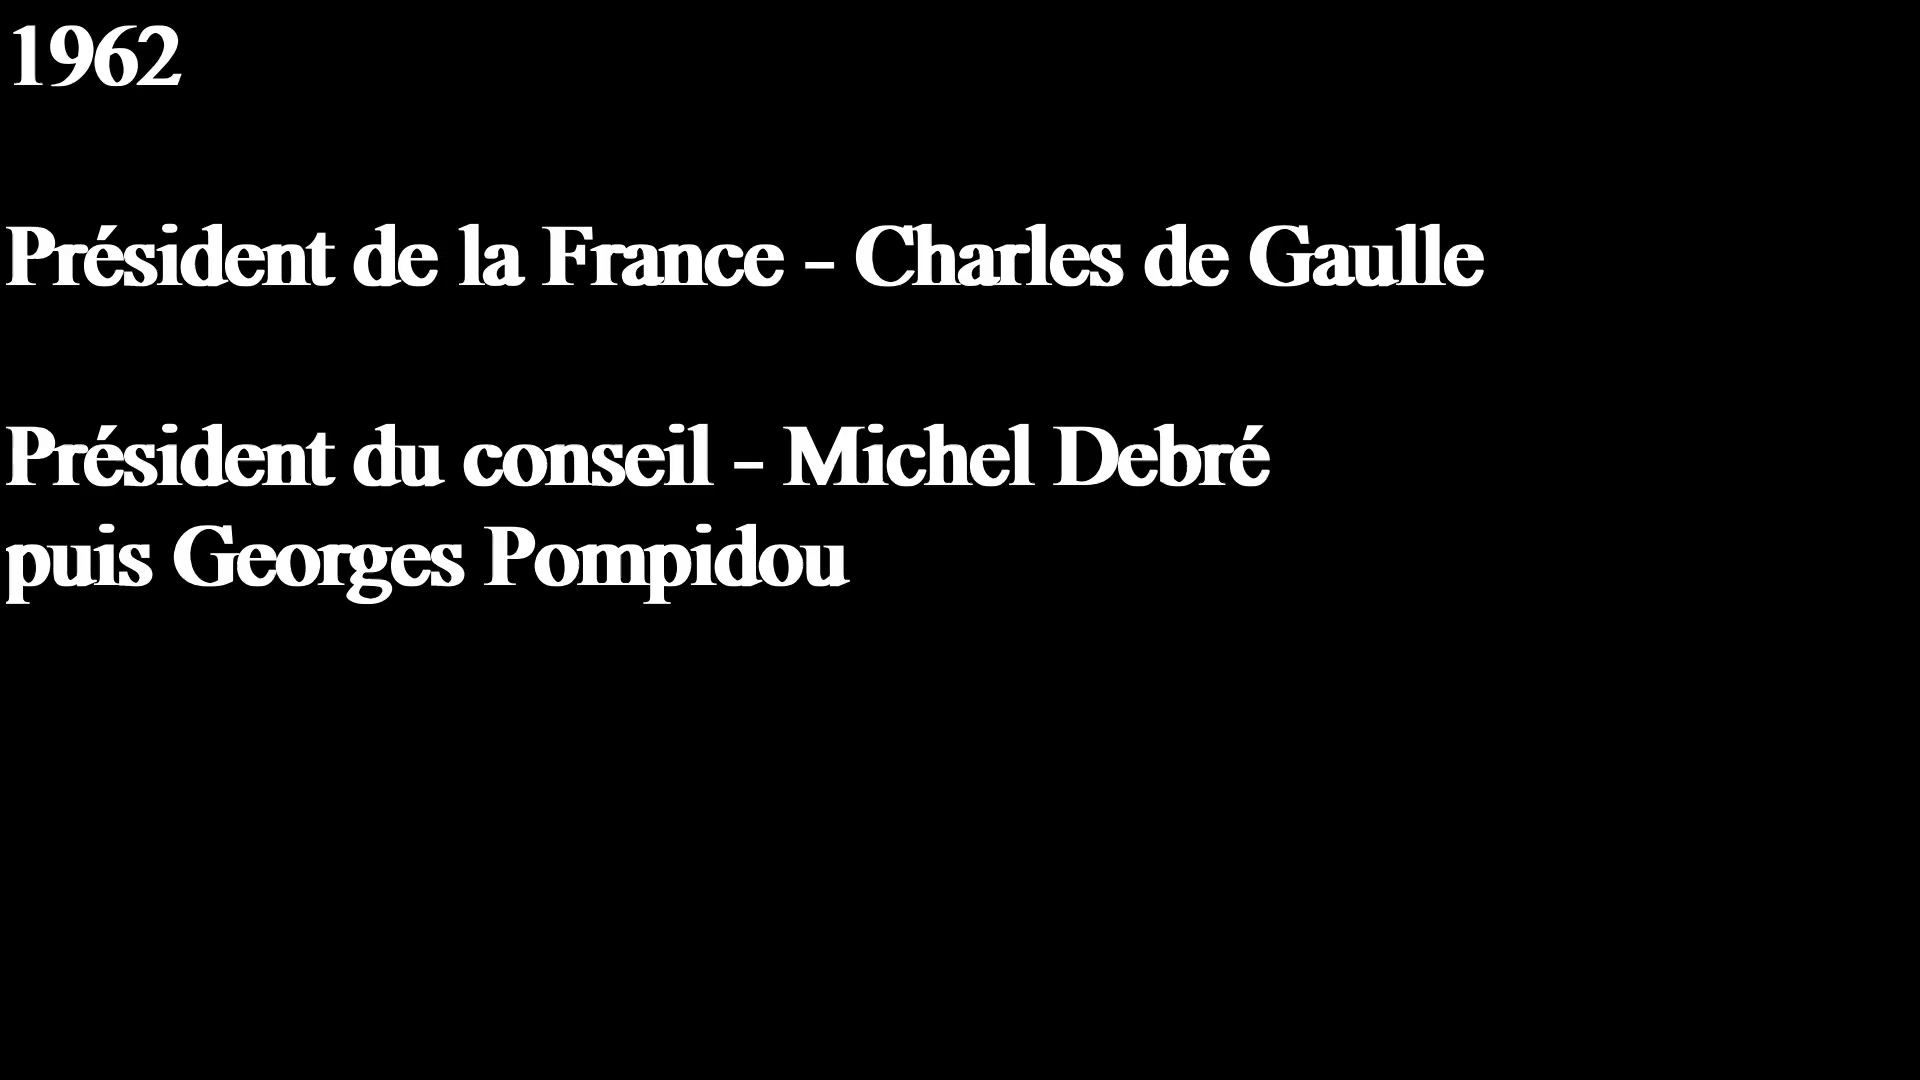 1962
Président de la France - Charles de Gaulle
Président du conseil - Michel Debré
puis Georges Pompidou